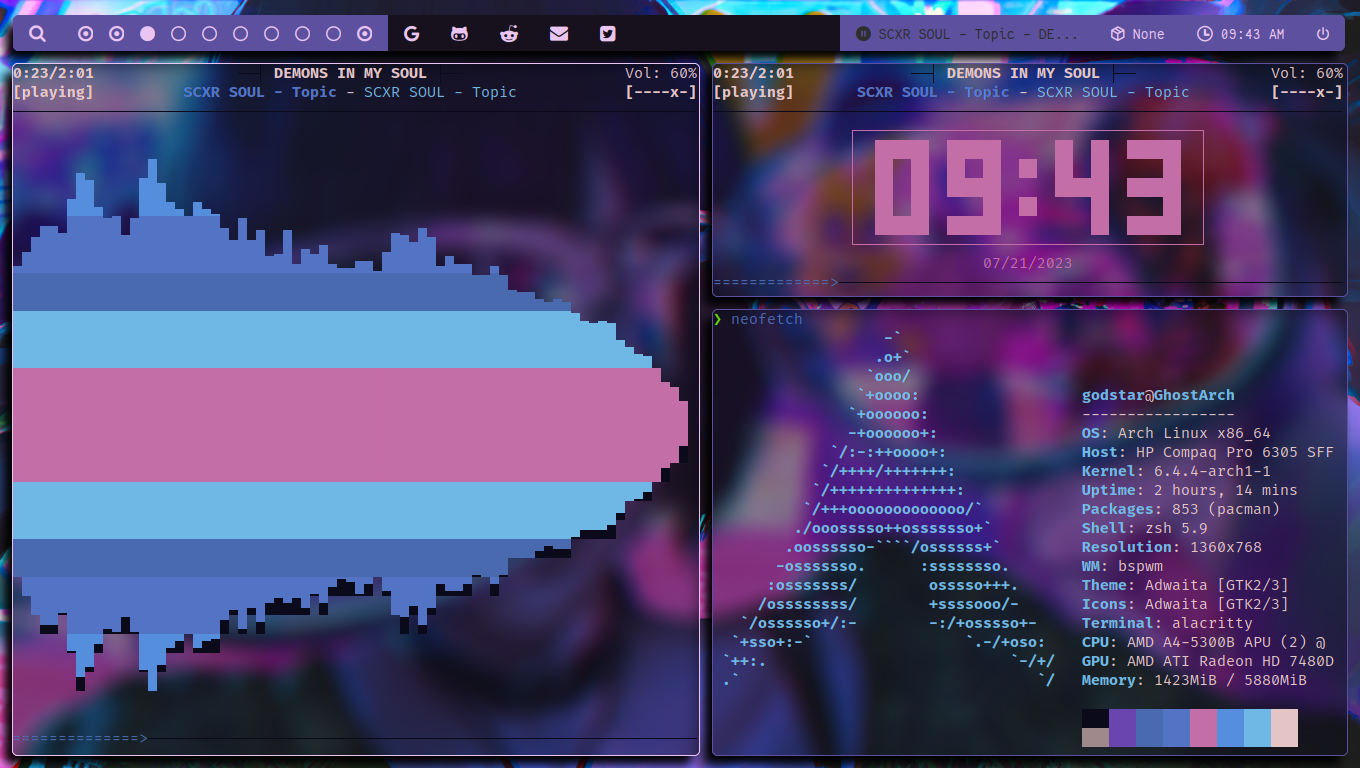 SCXR SOUL - Topic - DE... None 09:43 AM
0:23/2:01 DEMONS IN MY SOUL Vol: 60%
[playing] SCXR SOUL - Topic - SCXR SOUL - Topic [----x-]
==============>
0:23/2:01 DEMONS IN MY SOUL Vol: 60%
[playing] SCXR SOUL - Topic - SCXR SOUL - Topic [----x-]
09:43
07/21/2023
=============>
❯ neofetch
-`
.o+`
`ooo/
`+oooo:
`+oooooo:
-+oooooo+:
`/:-:++oooo+:
`/++++/+++++++:
`/++++++++++++++:
`/+++ooooooooooooo/`
./ooosssso++osssssso+`
.oossssso-````/ossssss+`
-osssssso. :ssssssso.
:osssssss/ osssso+++.
/ossssssss/ +ssssooo/-
`/ossssso+/:- -:/+osssso+-
`+sso+:-` `.-/+oso:
`++:. `-/+/
.` `/
godstar@GhostArch
-----------------
OS: Arch Linux x86_64
Host: HP Compaq Pro 6305 SFF
Kernel: 6.4.4-arch1-1
Uptime: 2 hours, 14 mins
Packages: 853 (pacman)
Shell: zsh 5.9
Resolution: 1360x768
WM: bspwm
Theme: Adwaita [GTK2/3]
Icons: Adwaita [GTK2/3]
Terminal: alacritty
CPU: AMD A4-5300B APU (2) @
GPU: AMD ATI Radeon HD 7480D
Memory: 1423MiB / 5880MiB